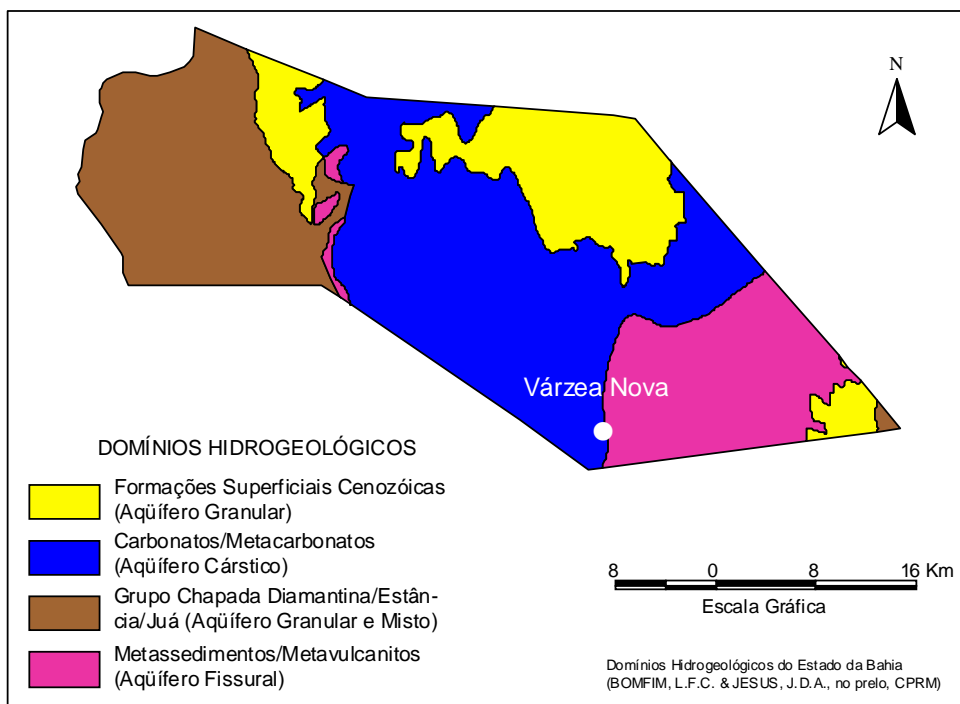 N
Várzea Nova
DOMÍNIOS HIDROGEOLÓGICOS
Formações Superficiais Cenozóicas
(Aqüífero Granular)
Carbonatos/Metacarbonatos
(Aqüífero Cárstico)
Grupo Chapada Diamantina/Estân-
cia/Juá (Aqüífero Granular e Misto)
Metassedimentos/Metavulcanitos
(Aqüífero Fissural)
8 0 8 16 Km
Escala Gráfica
Domínios Hidrogeológicos do Estado da Bahia
(BOMFIM, L.F.C. & JESUS, J.D.A., no prelo, CPRM)